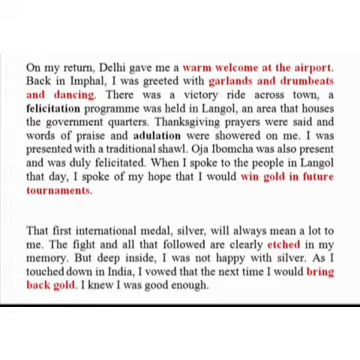 On my return, Delhi gave me a warm welcome at the airport.
Back in Imphal, I was greeted with garlands and drumbeats
and dancing. There was a victory ride across town, a
felicitation programme was held in Langol, an area that houses
the government quarters. Thanksgiving prayers were said and
words of praise and adulation were showered on me. I was
presented with a traditional shawl. Oja Ibomcha was also present
and was duly felicitated. When I spoke to the people in Langol
that day, I spoke of my hope that I would win gold in future
tournaments.
That first international medal, silver, will always mean a lot to
me. The fight and all that followed are clearly etched in my
memory. But deep inside, I was not happy with silver. As I
touched down in India, I vowed that the next time I would bring
back gold. I knew I was good enough.